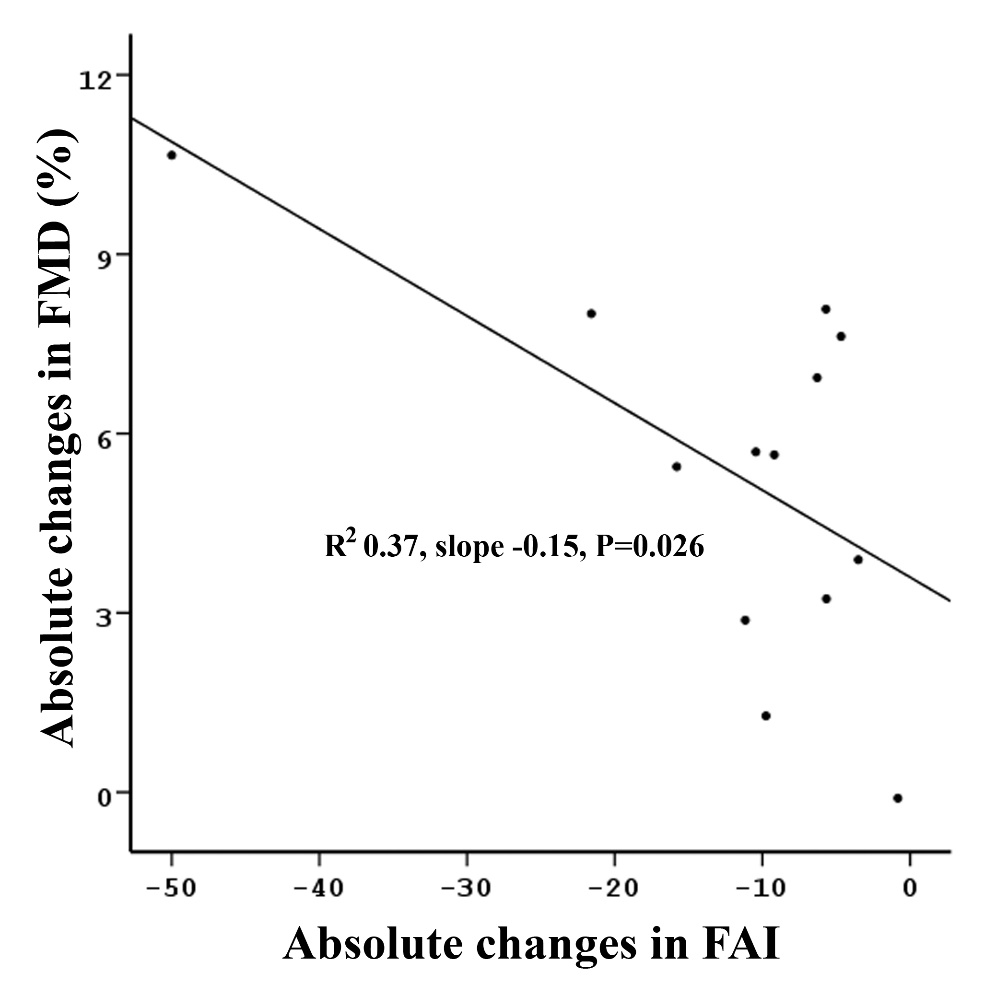 12
9
6
3
0
Absolute changes in FMD (%)
R² 0.37, slope -0.15, P=0.026
-50 -40 -30 -20 -10 0
Absolute changes in FAI